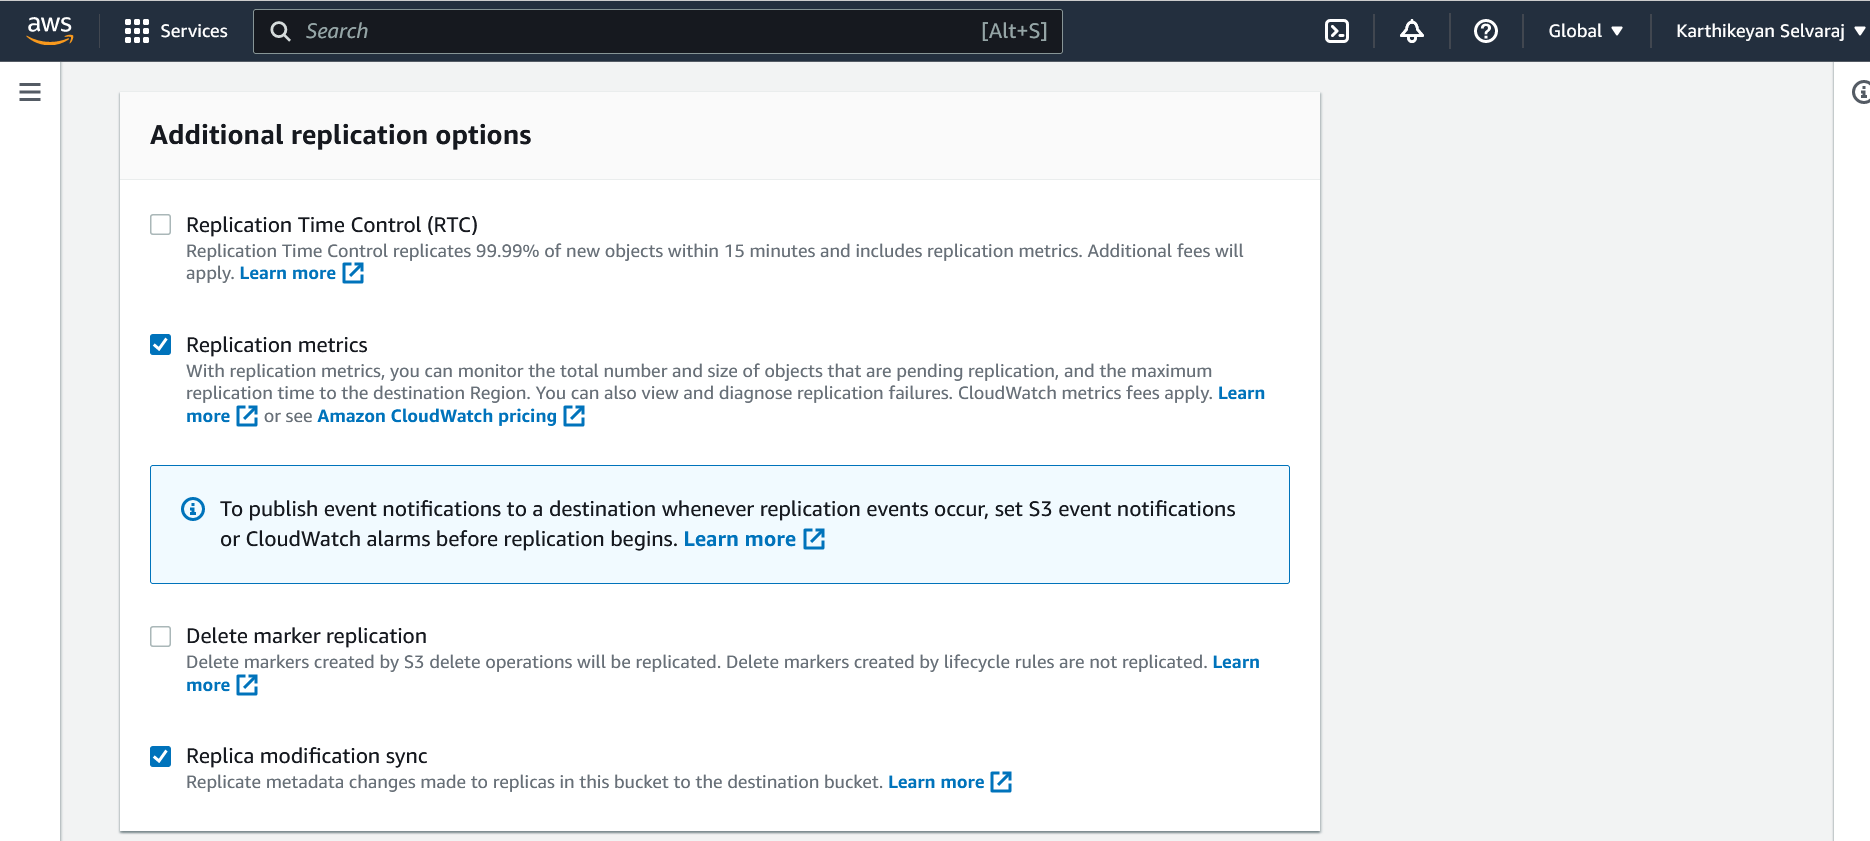 aws Services Search [Alt+S] Global Karthikeyan Selvaraj
Additional replication options
Replication Time Control (RTC)
Replication Time Control replicates 99.99% of new objects within 15 minutes and includes replication metrics. Additional fees will
apply. Learn more
Replication metrics
With replication metrics, you can monitor the total number and size of objects that are pending replication, and the maximum
replication time to the destination Region. You can also view and diagnose replication failures. CloudWatch metrics fees apply. Learn
more or see Amazon CloudWatch pricing
To publish event notifications to a destination whenever replication events occur, set S3 event notifications
or CloudWatch alarms before replication begins. Learn more
Delete marker replication
Delete markers created by S3 delete operations will be replicated. Delete markers created by lifecycle rules are not replicated. Learn
more
Replica modification sync
Replicate metadata changes made to replicas in this bucket to the destination bucket. Learn more